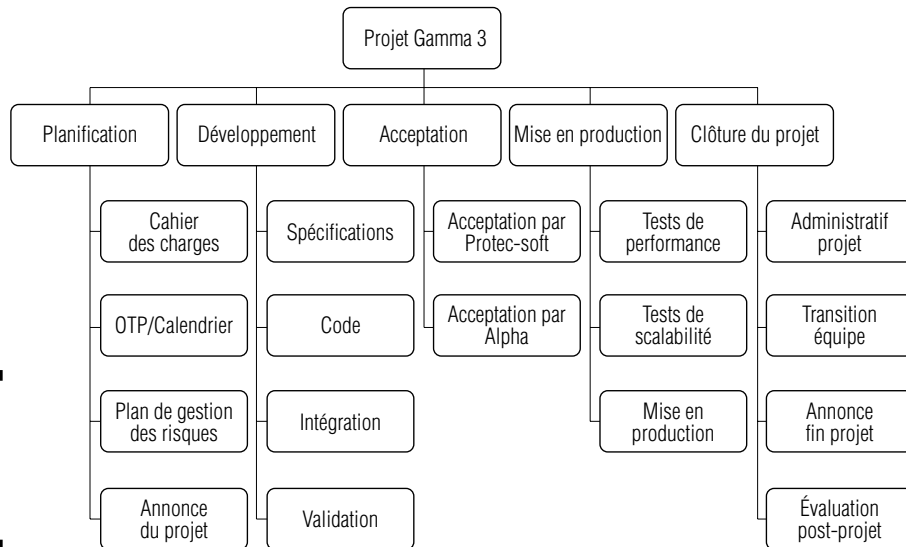 Projet Gamma 3
Planification
Développement
Acceptation
Mise en production
Clôture du projet
Cahier
des charges
Spécifications
Acceptation par
Protec-soft
Tests de
performance
Administratif
projet
OTP/Calendrier
Code
Acceptation par
Alpha
Tests de
scalabilité
Transition
équipe
Plan de gestion
des risques
Intégration
Mise en
production
Annonce
fin projet
Annonce
du projet
Validation
Évaluation
post-projet